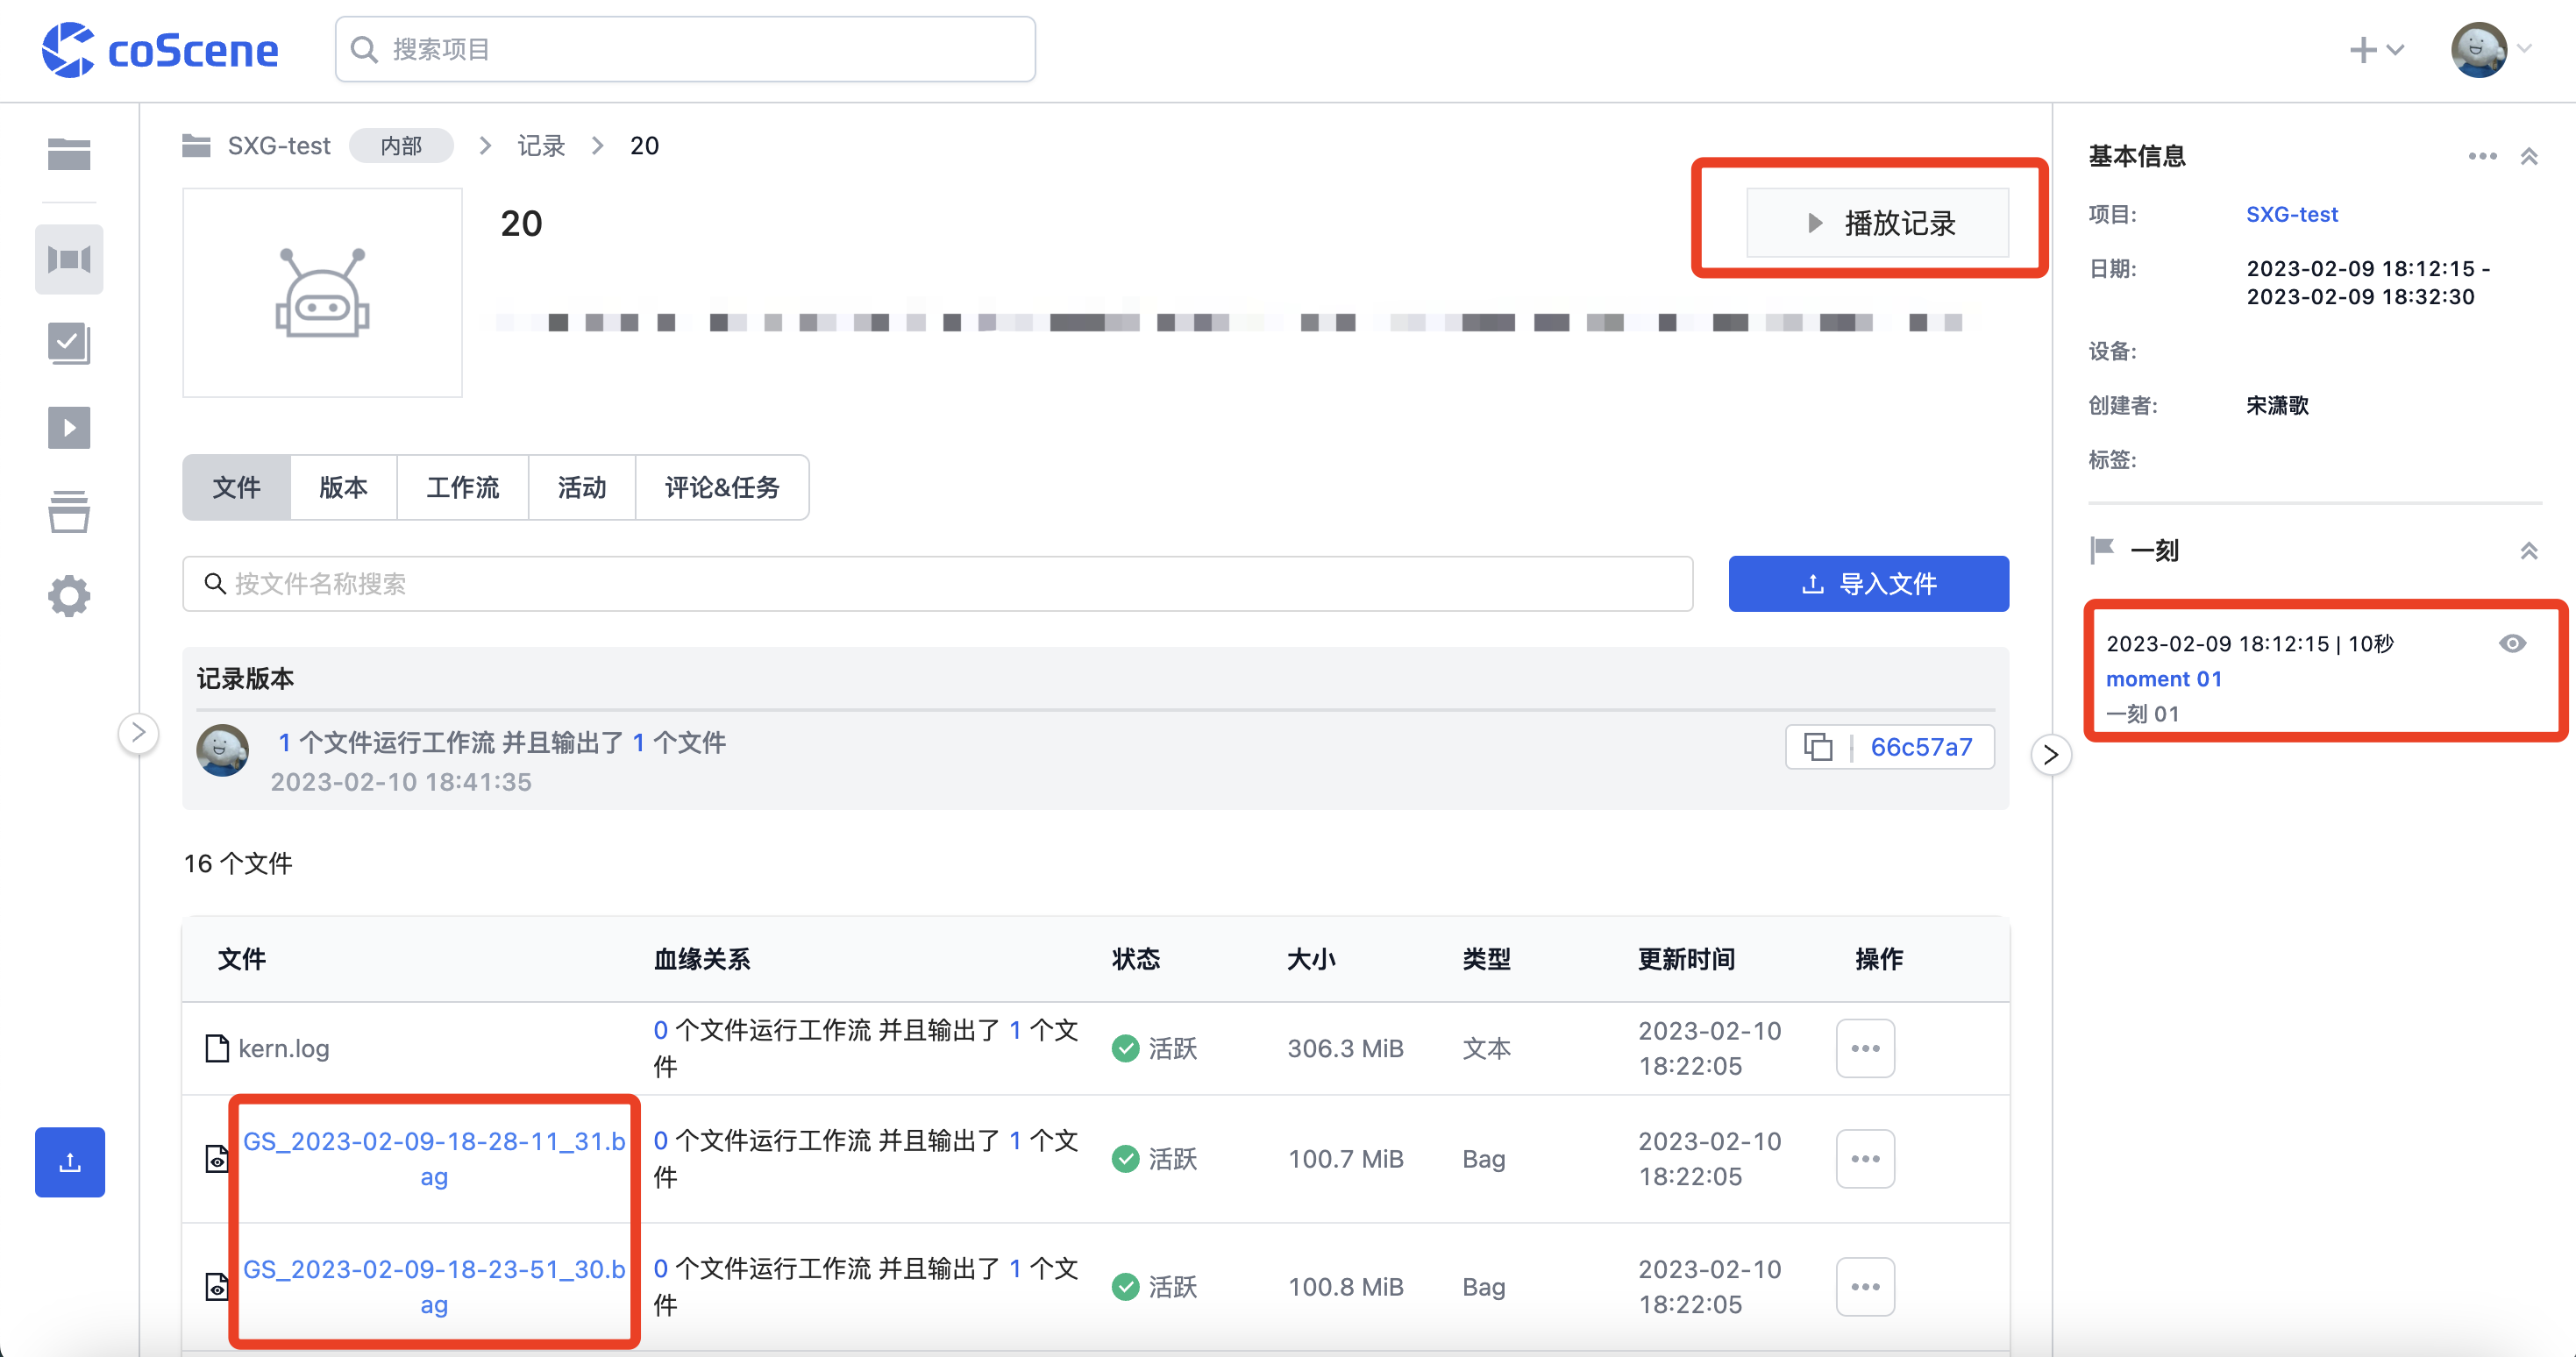 coScene
搜索项目
SXG-test 内部 记录 20
20
播放记录
文件 版本 工作流 活动 评论&任务
按文件名称搜索
导入文件
记录版本
1 个文件运行工作流 并且输出了 1 个文件
2023-02-10 18:41:35
66c57a7
16 个文件
文件 血缘关系 状态 大小 类型 更新时间 操作
kern.log
0 个文件运行工作流 并且输出了 1 个文
件
活跃
306.3 MiB
文本
2023-02-10
18:22:05
GS_2023-02-09-18-28-11_31.b
ag
0 个文件运行工作流 并且输出了 1 个文
件
活跃
100.7 MiB
Bag
2023-02-10
18:22:05
GS_2023-02-09-18-23-51_30.b
ag
0 个文件运行工作流 并且输出了 1 个文
件
活跃
100.8 MiB
Bag
2023-02-10
18:22:05
基本信息
项目: SXG-test
日期: 2023-02-09 18:12:15 -
2023-02-09 18:32:30
设备:
创建者: 宋潇歌
标签:
一刻
2023-02-09 18:12:15 | 10秒
moment 01
一刻 01